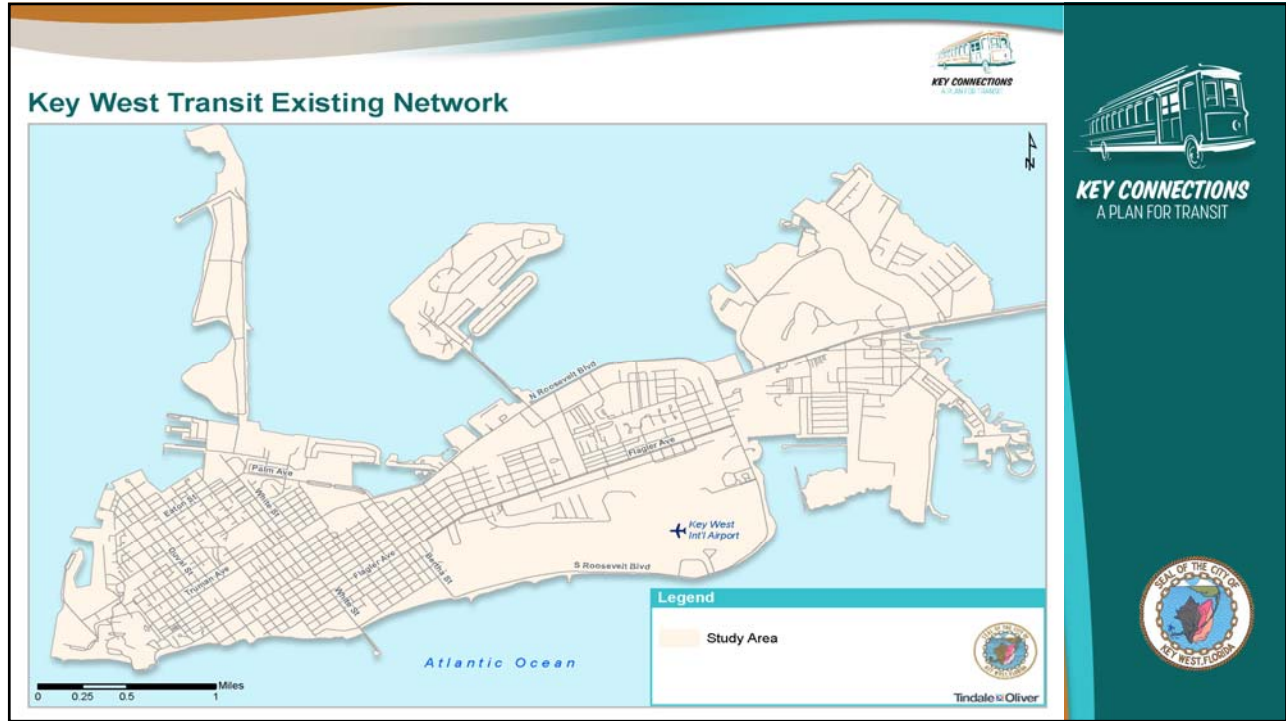 KEY CONNECTIONS
A PLAN FOR TRANSIT
Key West Transit Existing Network
N
N Roosevelt Blvd
Flagler Ave
Palm Ave
Eaton St
White St
Duval St
Truman Ave
Flagler Ave
Bertha St
White St
Key West
Int'l Airport
S Roosevelt Blvd
Atlantic Ocean
Miles
0 0.25 0.5 1
Legend
Study Area
Tindale Oliver
KEY CONNECTIONS
A PLAN FOR TRANSIT
SEAL OF THE CITY OF
KEY WEST, FLORIDA